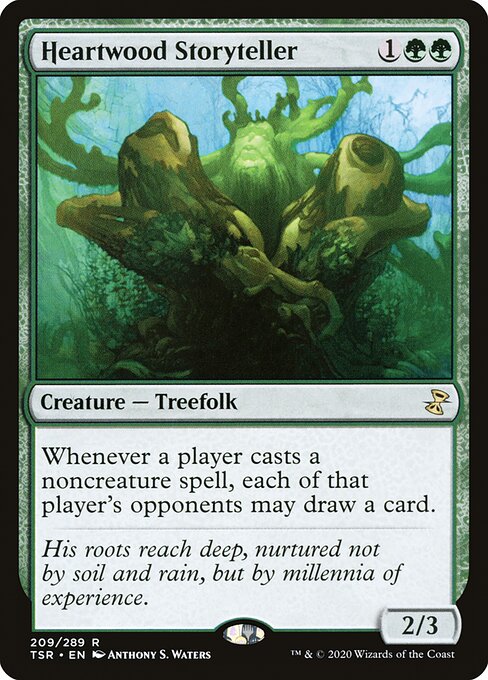 Heartwood Storyteller 1
Creature — Treefolk
Whenever a player casts a
noncreature spell, each of that
player's opponents may draw a card.
His roots reach deep, nurtured not
by soil and rain, but by millennia of
experience.
2/3
209/289 R
TSR • EN Anthony S. Waters
™ & © 2020 Wizards of the Coast